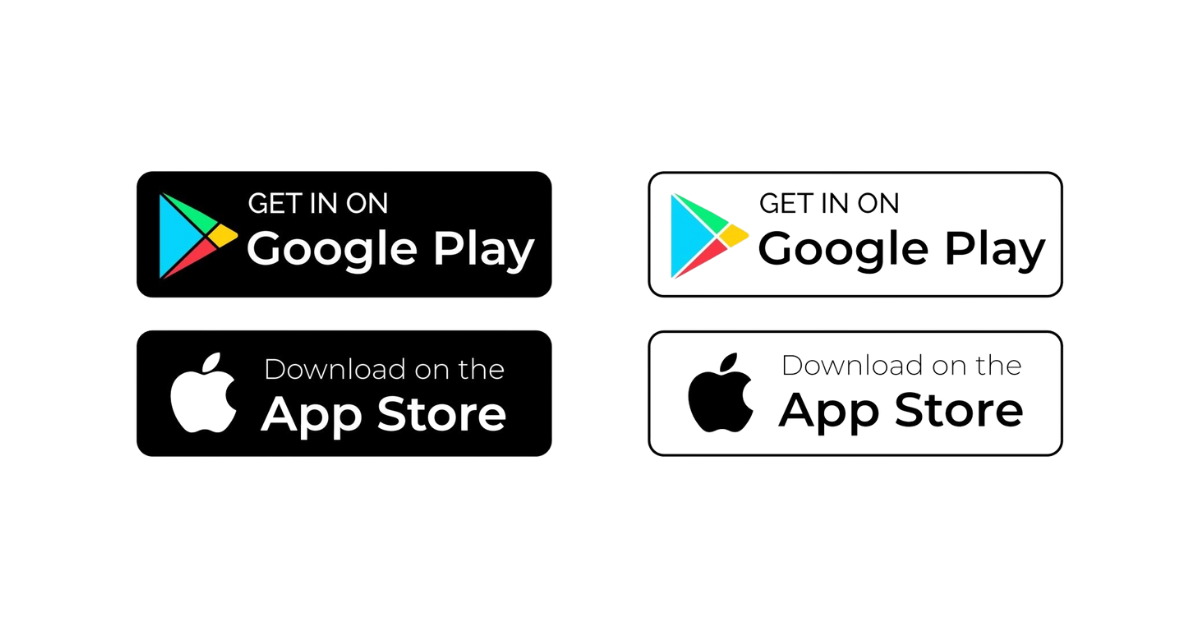 GET IN ON
Google Play
GET IN ON
Google Play
Download on the
App Store
Download on the
App Store